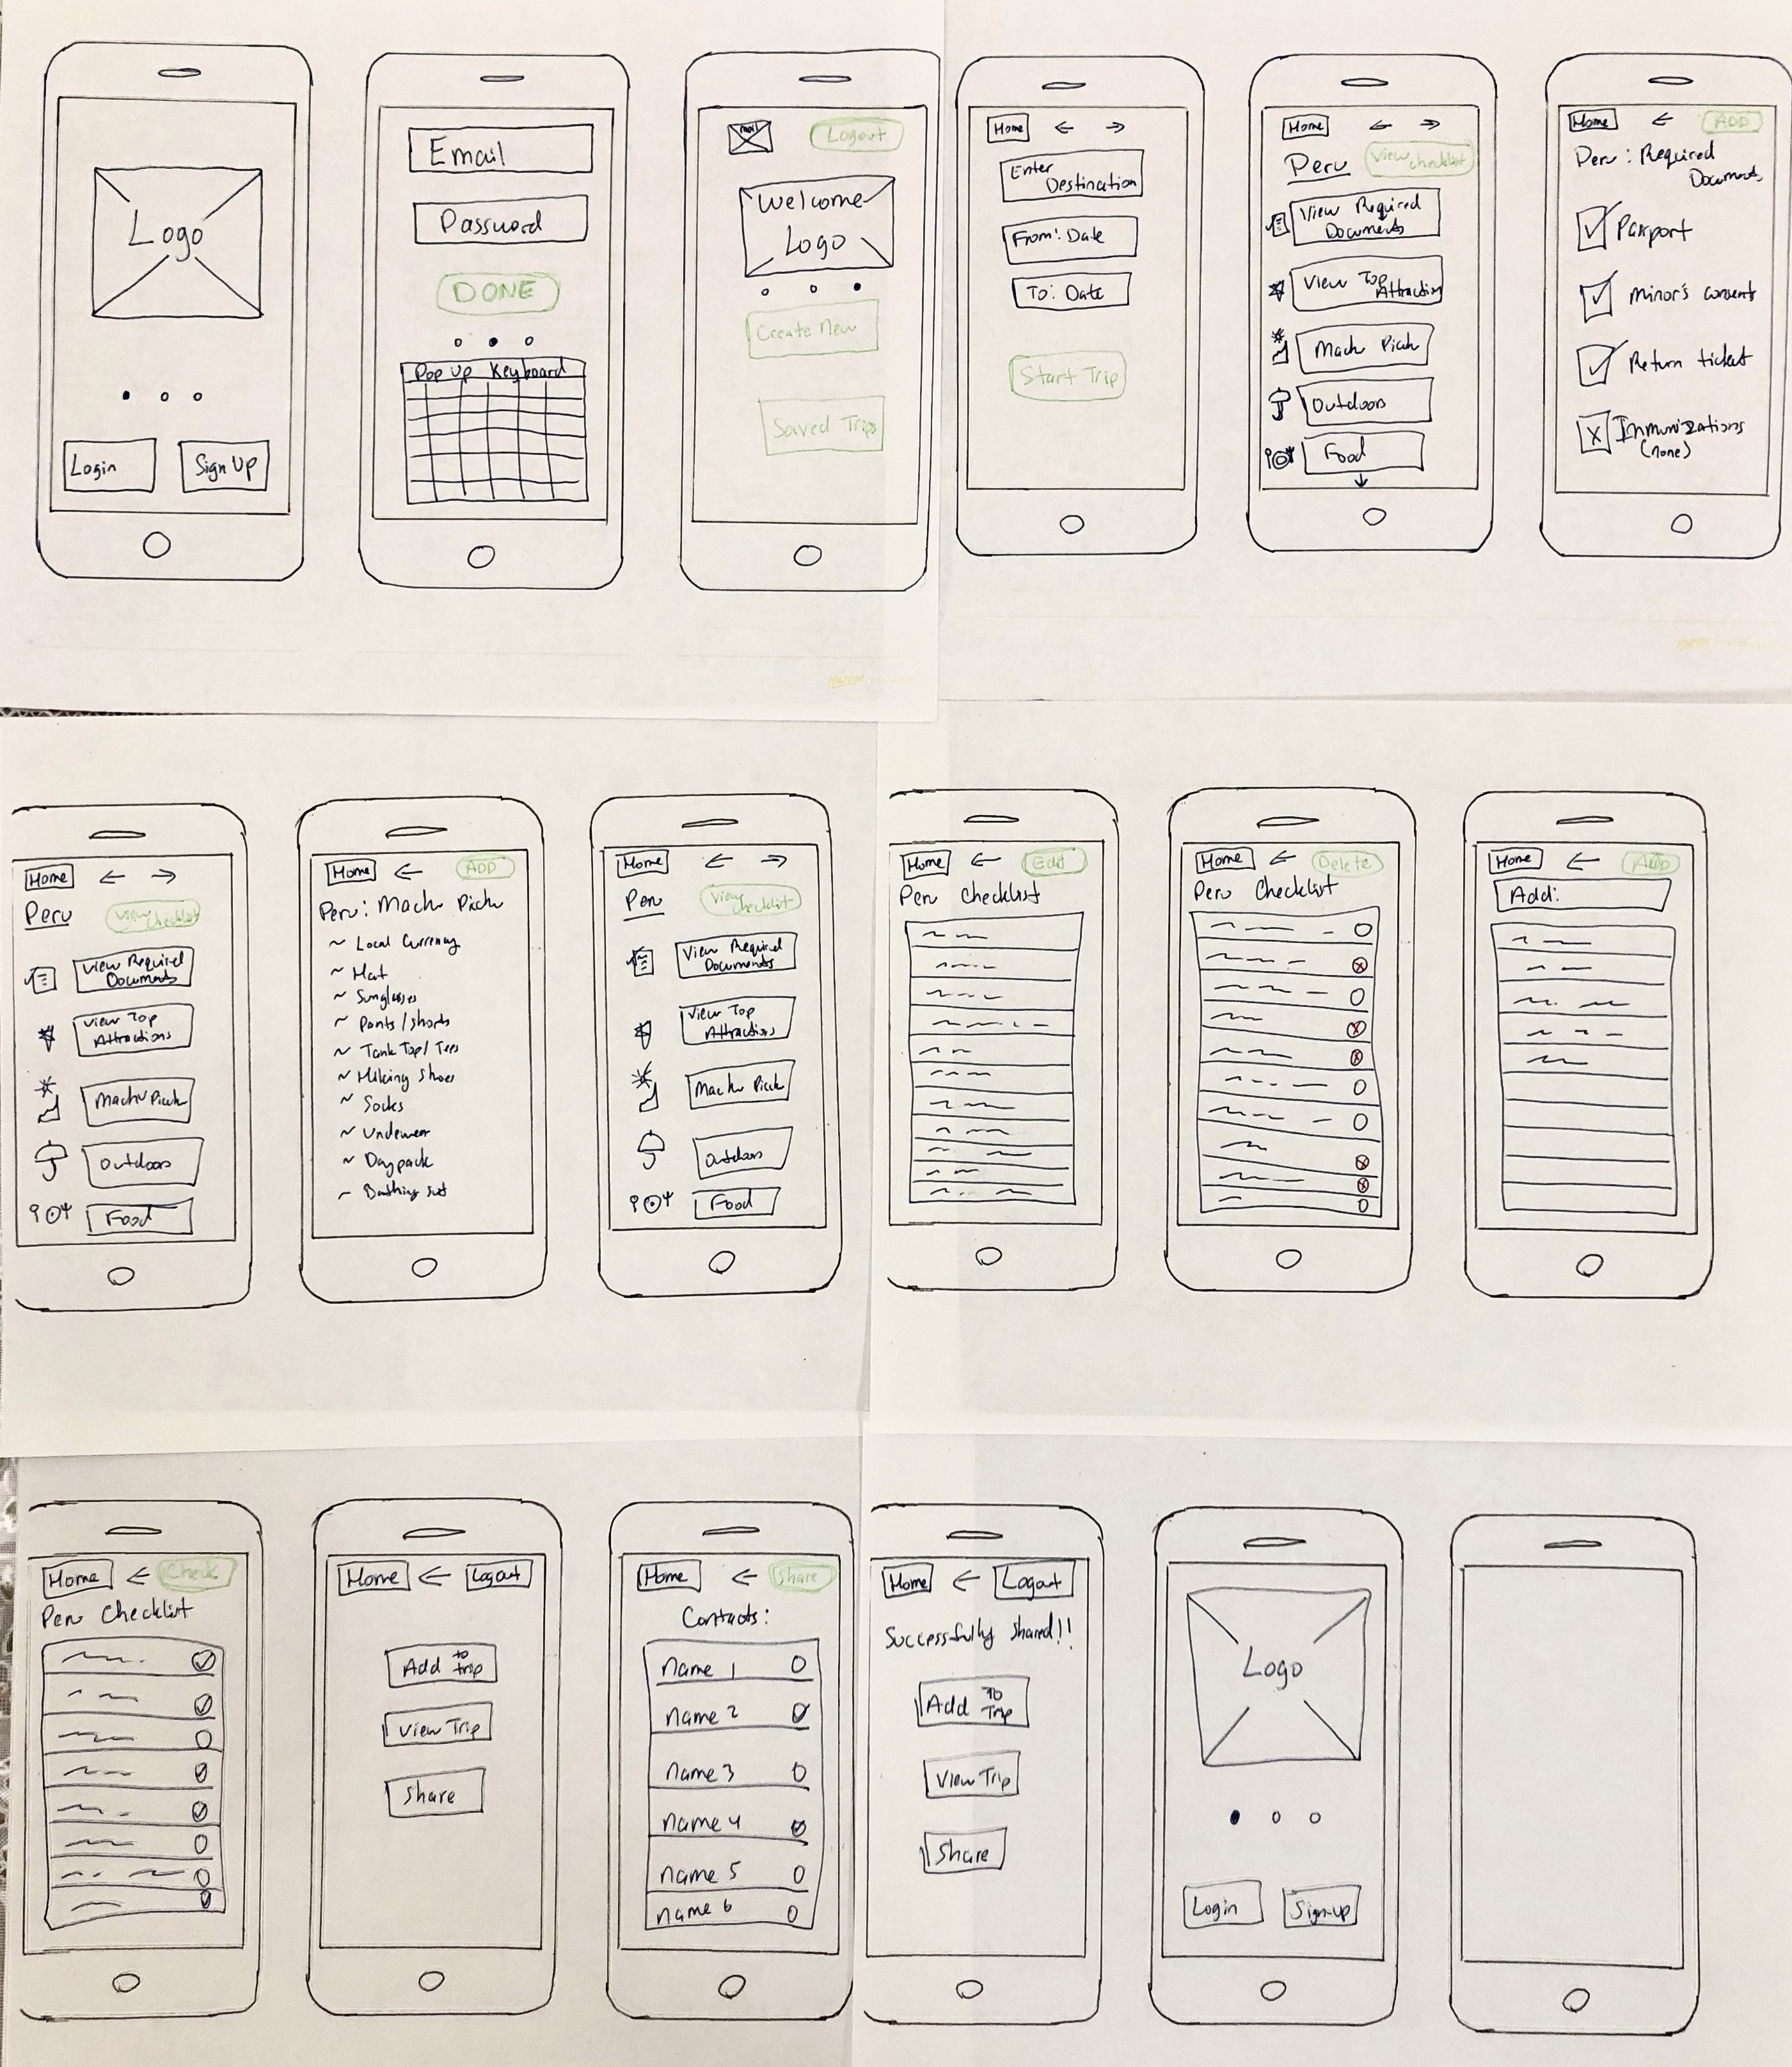 Logo
Login
Sign Up
Email
Password
DONE
Pop Up Keyboard
mail
Logout
Welcome
Logo
Create New
Saved Trips
Home
Enter
Destination
From: Date
To: Date
Start Trip
Home
Peru
View
checklist
View Required
Documents
View Top
Attraction
Machu Picch
Outdoors
Food
Home
ADD
Peru: Required
Documents
Passport
Minor's consent
Return ticket
Immunizations
(none)
Home
Peru
View
checklist
View Required
Documents
View Top
Attractions
Machu Picch
Outdoors
Food
Home
ADD
Peru: Machu Picchu
~ Local Currency
~ Hat
~ Sunglasses
~ Pants/shorts
~ Tank Top/Tees
~ Hiking Shoes
~ Socks
~ Underwear
~ Daypack
~ Bathing suit
Home
Peru
View
checklist
View Required
Documents
View Top
Attractions
Machu Picch
Outdoors
Food
Home
Edit
Peru Checklist
Home
Delete
Peru Checklist
Home
Add
Add:
Home
Check
Peru Checklist
Home
Logout
Add to
trip
View Trip
Share
Home
Share
Contacts:
name 1
name 2
name 3
name 4
name 5
name 6
Home
Logout
Successfully shared!!
Add To
Trip
View Trip
Share
Logo
Login
Sign-up